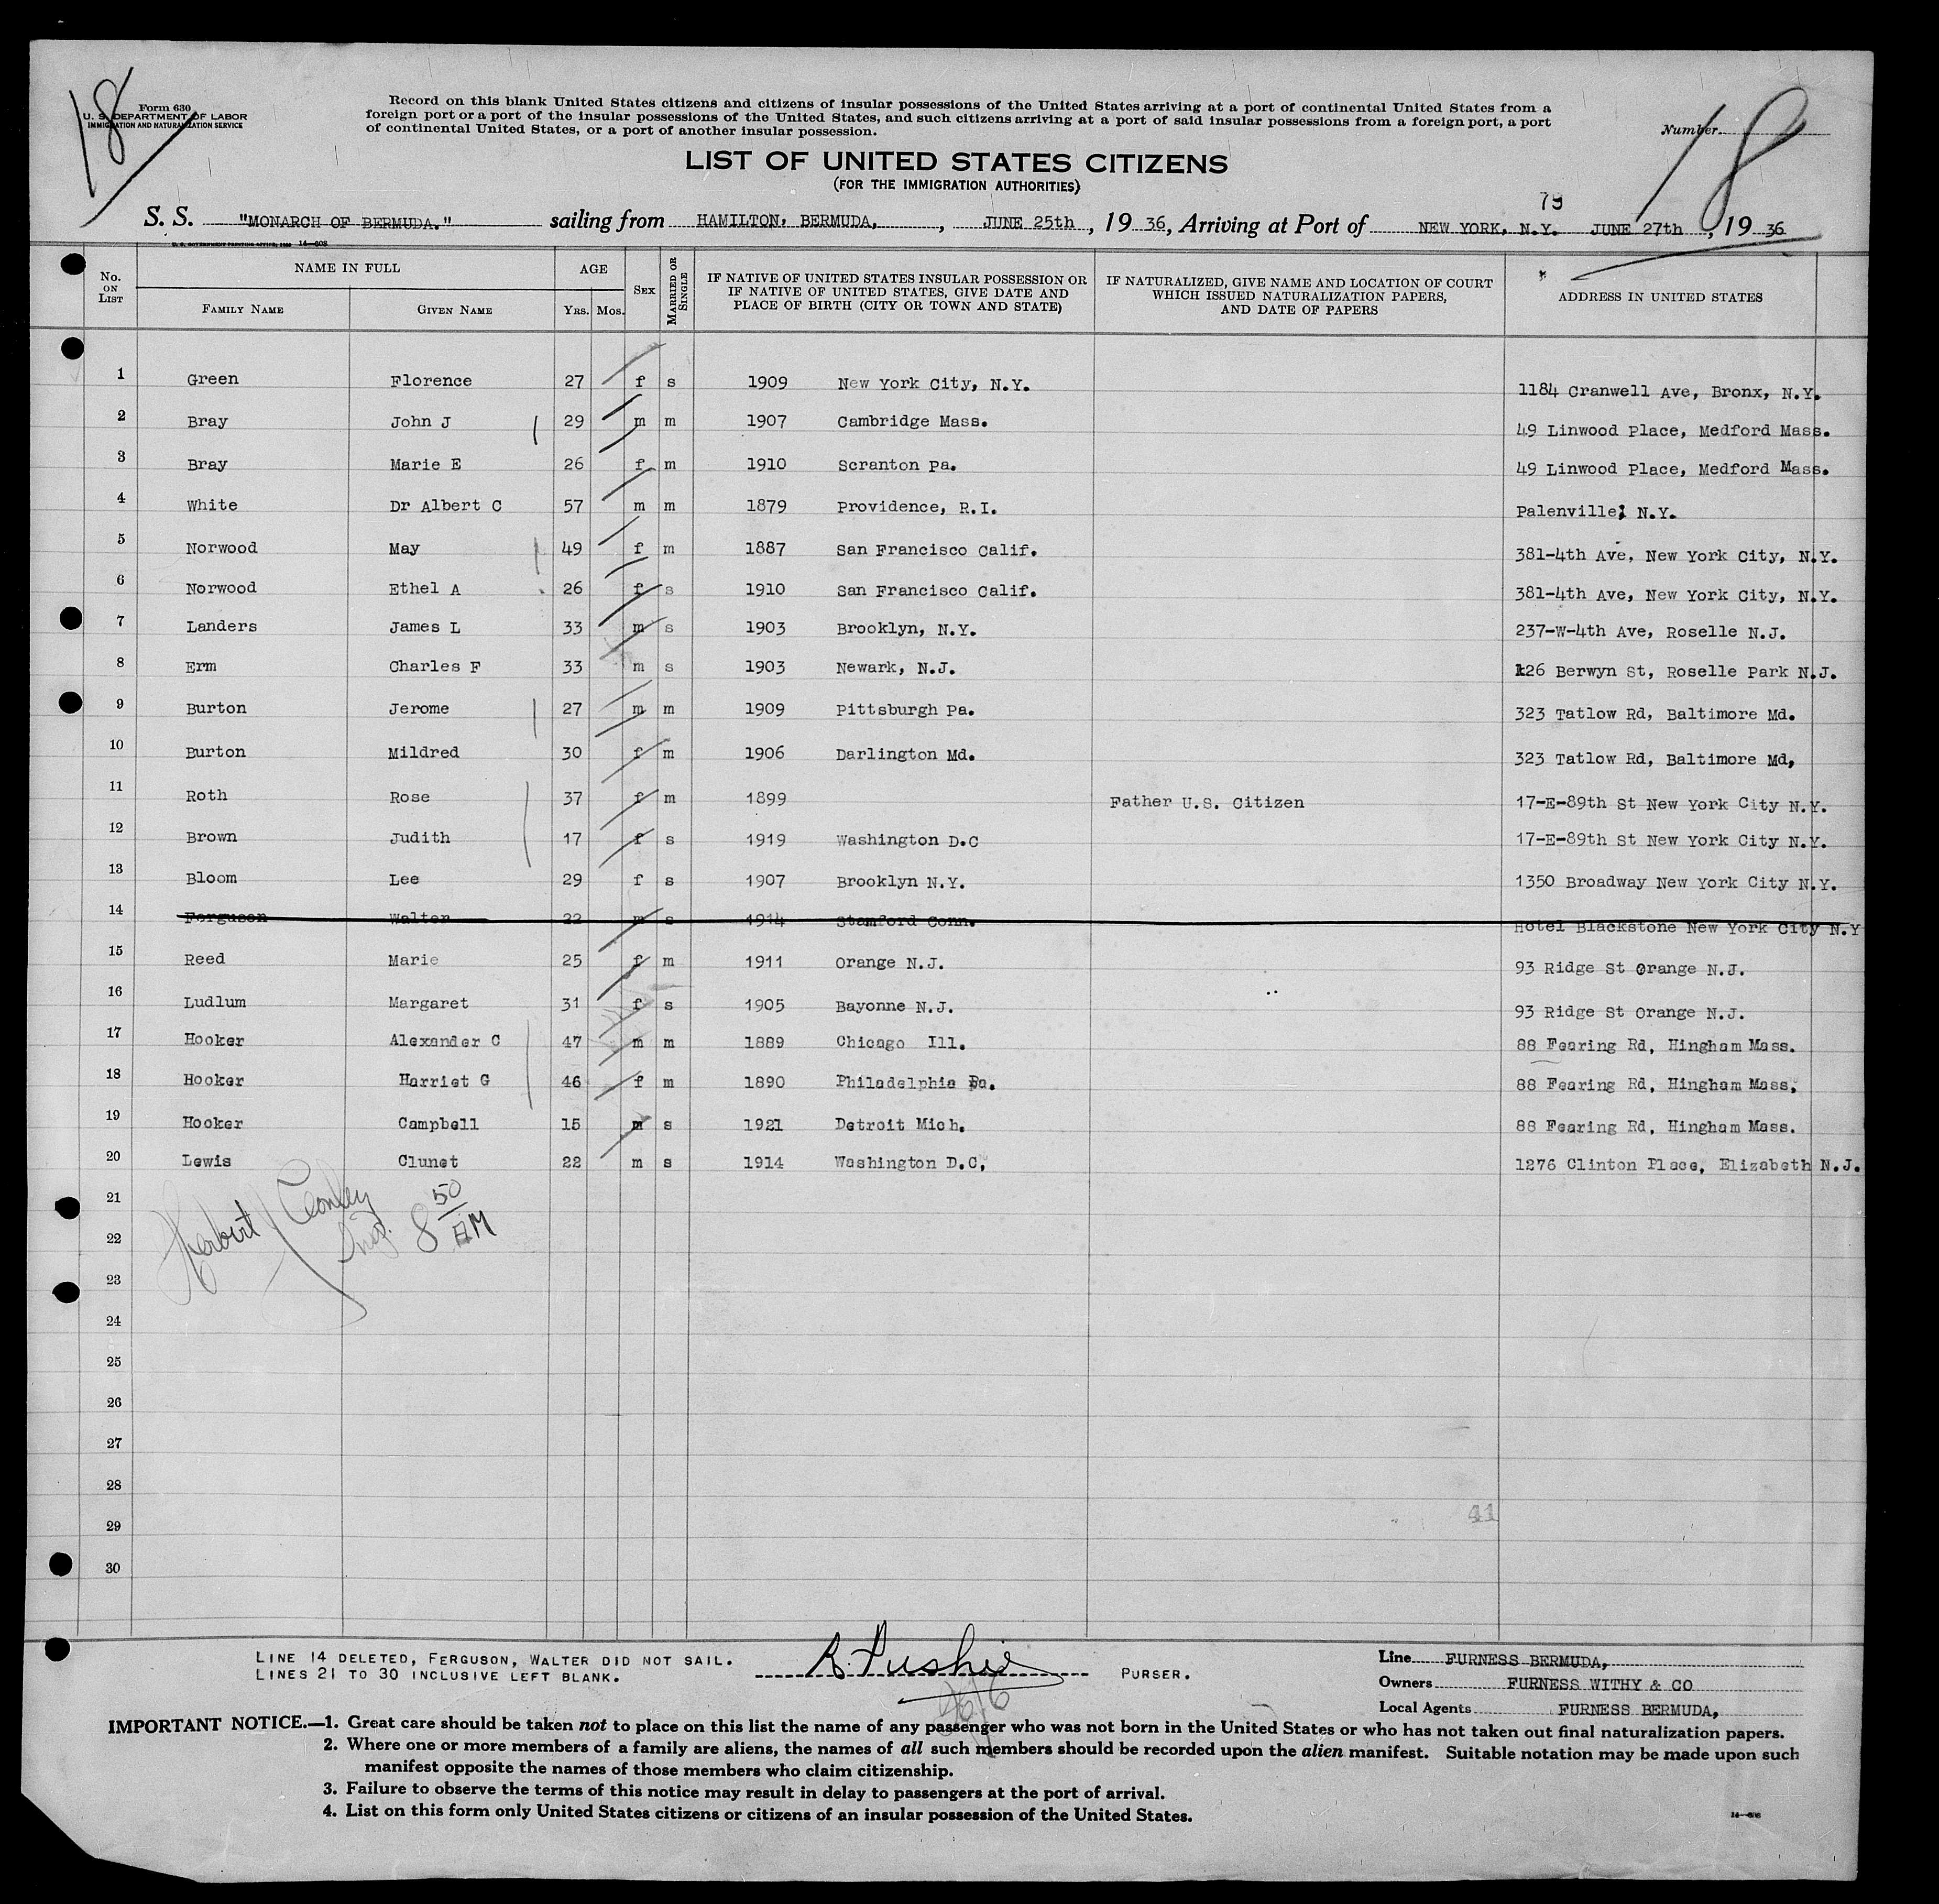 18
Form 630
U. S. DEPARTMENT OF LABOR
IMMIGRATION AND NATURALIZATION SERVICE
Record on this blank United States citizens and citizens of insular possessions of the United States arriving at a port of continental United States from a
foreign port or a port of the insular possessions of the United States, and such citizens arriving at a port of said insular possessions from a foreign port, a port
of continental United States, or a port of another insular possession.
Number
18
LIST OF UNITED STATES CITIZENS
(FOR THE IMMIGRATION AUTHORITIES)
79
S. S. "MONARCH OF BERMUDA." sailing from HAMILTON, BERMUDA, , JUNE 25th , 19 36, Arriving at Port of NEW YORK, N.Y. JUNE 27th , 19 36
14—608
No. ON LIST NAME IN FULL AGE SEX MARRIED OR SINGLE IF NATIVE OF UNITED STATES INSULAR POSSESSION OR IF NATIVE OF UNITED STATES, GIVE DATE AND PLACE OF BIRTH (CITY OR TOWN AND STATE) IF NATURALIZED, GIVE NAME AND LOCATION OF COURT WHICH ISSUED NATURALIZATION PAPERS, AND DATE OF PAPERS ADDRESS IN UNITED STATES
FAMILY NAME GIVEN NAME YRS. MOS.
1 Green Florence 27 f s 1909 New York City, N.Y. 1184 Cranwell Ave, Bronx, N.Y.
2 Bray John J 29 m m 1907 Cambridge Mass. 49 Linwood Place, Medford Mass.
3 Bray Marie E 26 f m 1910 Scranton Pa. 49 Linwood Place, Medford Mass.
4 White Dr Albert C 57 m m 1879 Providence, R.I. Palenville, N.Y.
5 Norwood May 49 f m 1887 San Francisco Calif. 381-4th Ave, New York City, N.Y.
6 Norwood Ethel A 26 f s 1910 San Francisco Calif. 381-4th Ave, New York City, N.Y.
7 Landers James L 33 m s 1903 Brooklyn, N.Y. 237-W-4th Ave, Roselle N.J.
8 Erm Charles F 33 m s 1903 Newark, N.J. 126 Berwyn St, Roselle Park N.J.
9 Burton Jerome 27 m m 1909 Pittsburgh Pa. 323 Tatlow Rd, Baltimore Md.
10 Burton Mildred 30 f m 1906 Darlington Md. 323 Tatlow Rd, Baltimore Md,
11 Roth Rose 37 f m 1899 Father U.S. Citizen 17-E-89th St New York City N.Y.
12 Brown Judith 17 f s 1919 Washington D.C 17-E-89th St New York City N.Y.
13 Bloom Lee 29 f s 1907 Brooklyn N.Y. 1350 Broadway New York City N.Y.
14 Ferguson Walter 22 m s 1914 Stamford Conn. Hotel Blackstone New York City N.Y
15 Reed Marie 25 f m 1911 Orange N.J. 93 Ridge St Orange N.J.
16 Ludlum Margaret 31 f s 1905 Bayonne N.J. 93 Ridge St Orange N.J.
17 Hooker Alexander C 47 m m 1889 Chicago Ill. 88 Fearing Rd, Hingham Mass.
18 Hooker Harriet G 46 f m 1890 Philadelphia Pa. 88 Fearing Rd, Hingham Mass,
19 Hooker Campbell 15 m s 1921 Detroit Mich. 88 Fearing Rd, Hingham Mass.
20 Lewis Clunet 22 m s 1914 Washington D.C, 1276 Clinton Place, Elizabeth N.J.
21
Herbert J Conley
Insp. 8 50 AM
22
23
24
25
26
27
28
41
29
30
LINE 14 DELETED, FERGUSON, WALTER DID NOT SAIL.
LINES 21 TO 30 INCLUSIVE LEFT BLANK.
PURSER.
Line FURNESS BERMUDA,
Owners FURNESS WITHY & CO
Local Agents FURNESS BERMUDA,
IMPORTANT NOTICE.—1. Great care should be taken not to place on this list the name of any passenger who was not born in the United States or who has not taken out final naturalization papers.
2. Where one or more members of a family are aliens, the names of all such members should be recorded upon the alien manifest. Suitable notation may be made upon such
manifest opposite the names of those members who claim citizenship.
3. Failure to observe the terms of this notice may result in delay to passengers at the port of arrival.
4. List on this form only United States citizens or citizens of an insular possession of the United States.
14—608